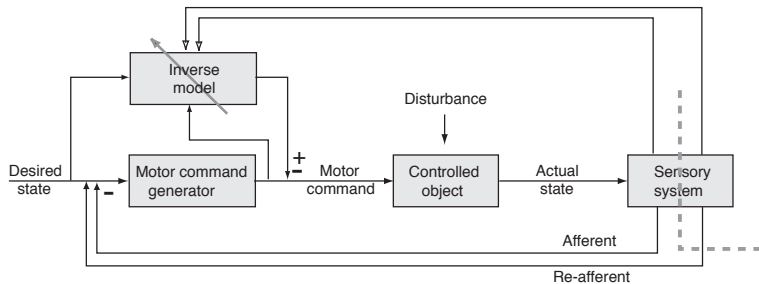 Inverse
model
Disturbance
Desired
state
-
Motor command
generator
+
-
Motor
command
Controlled
object
Actual
state
Sensory
system
Afferent
Re-afferent